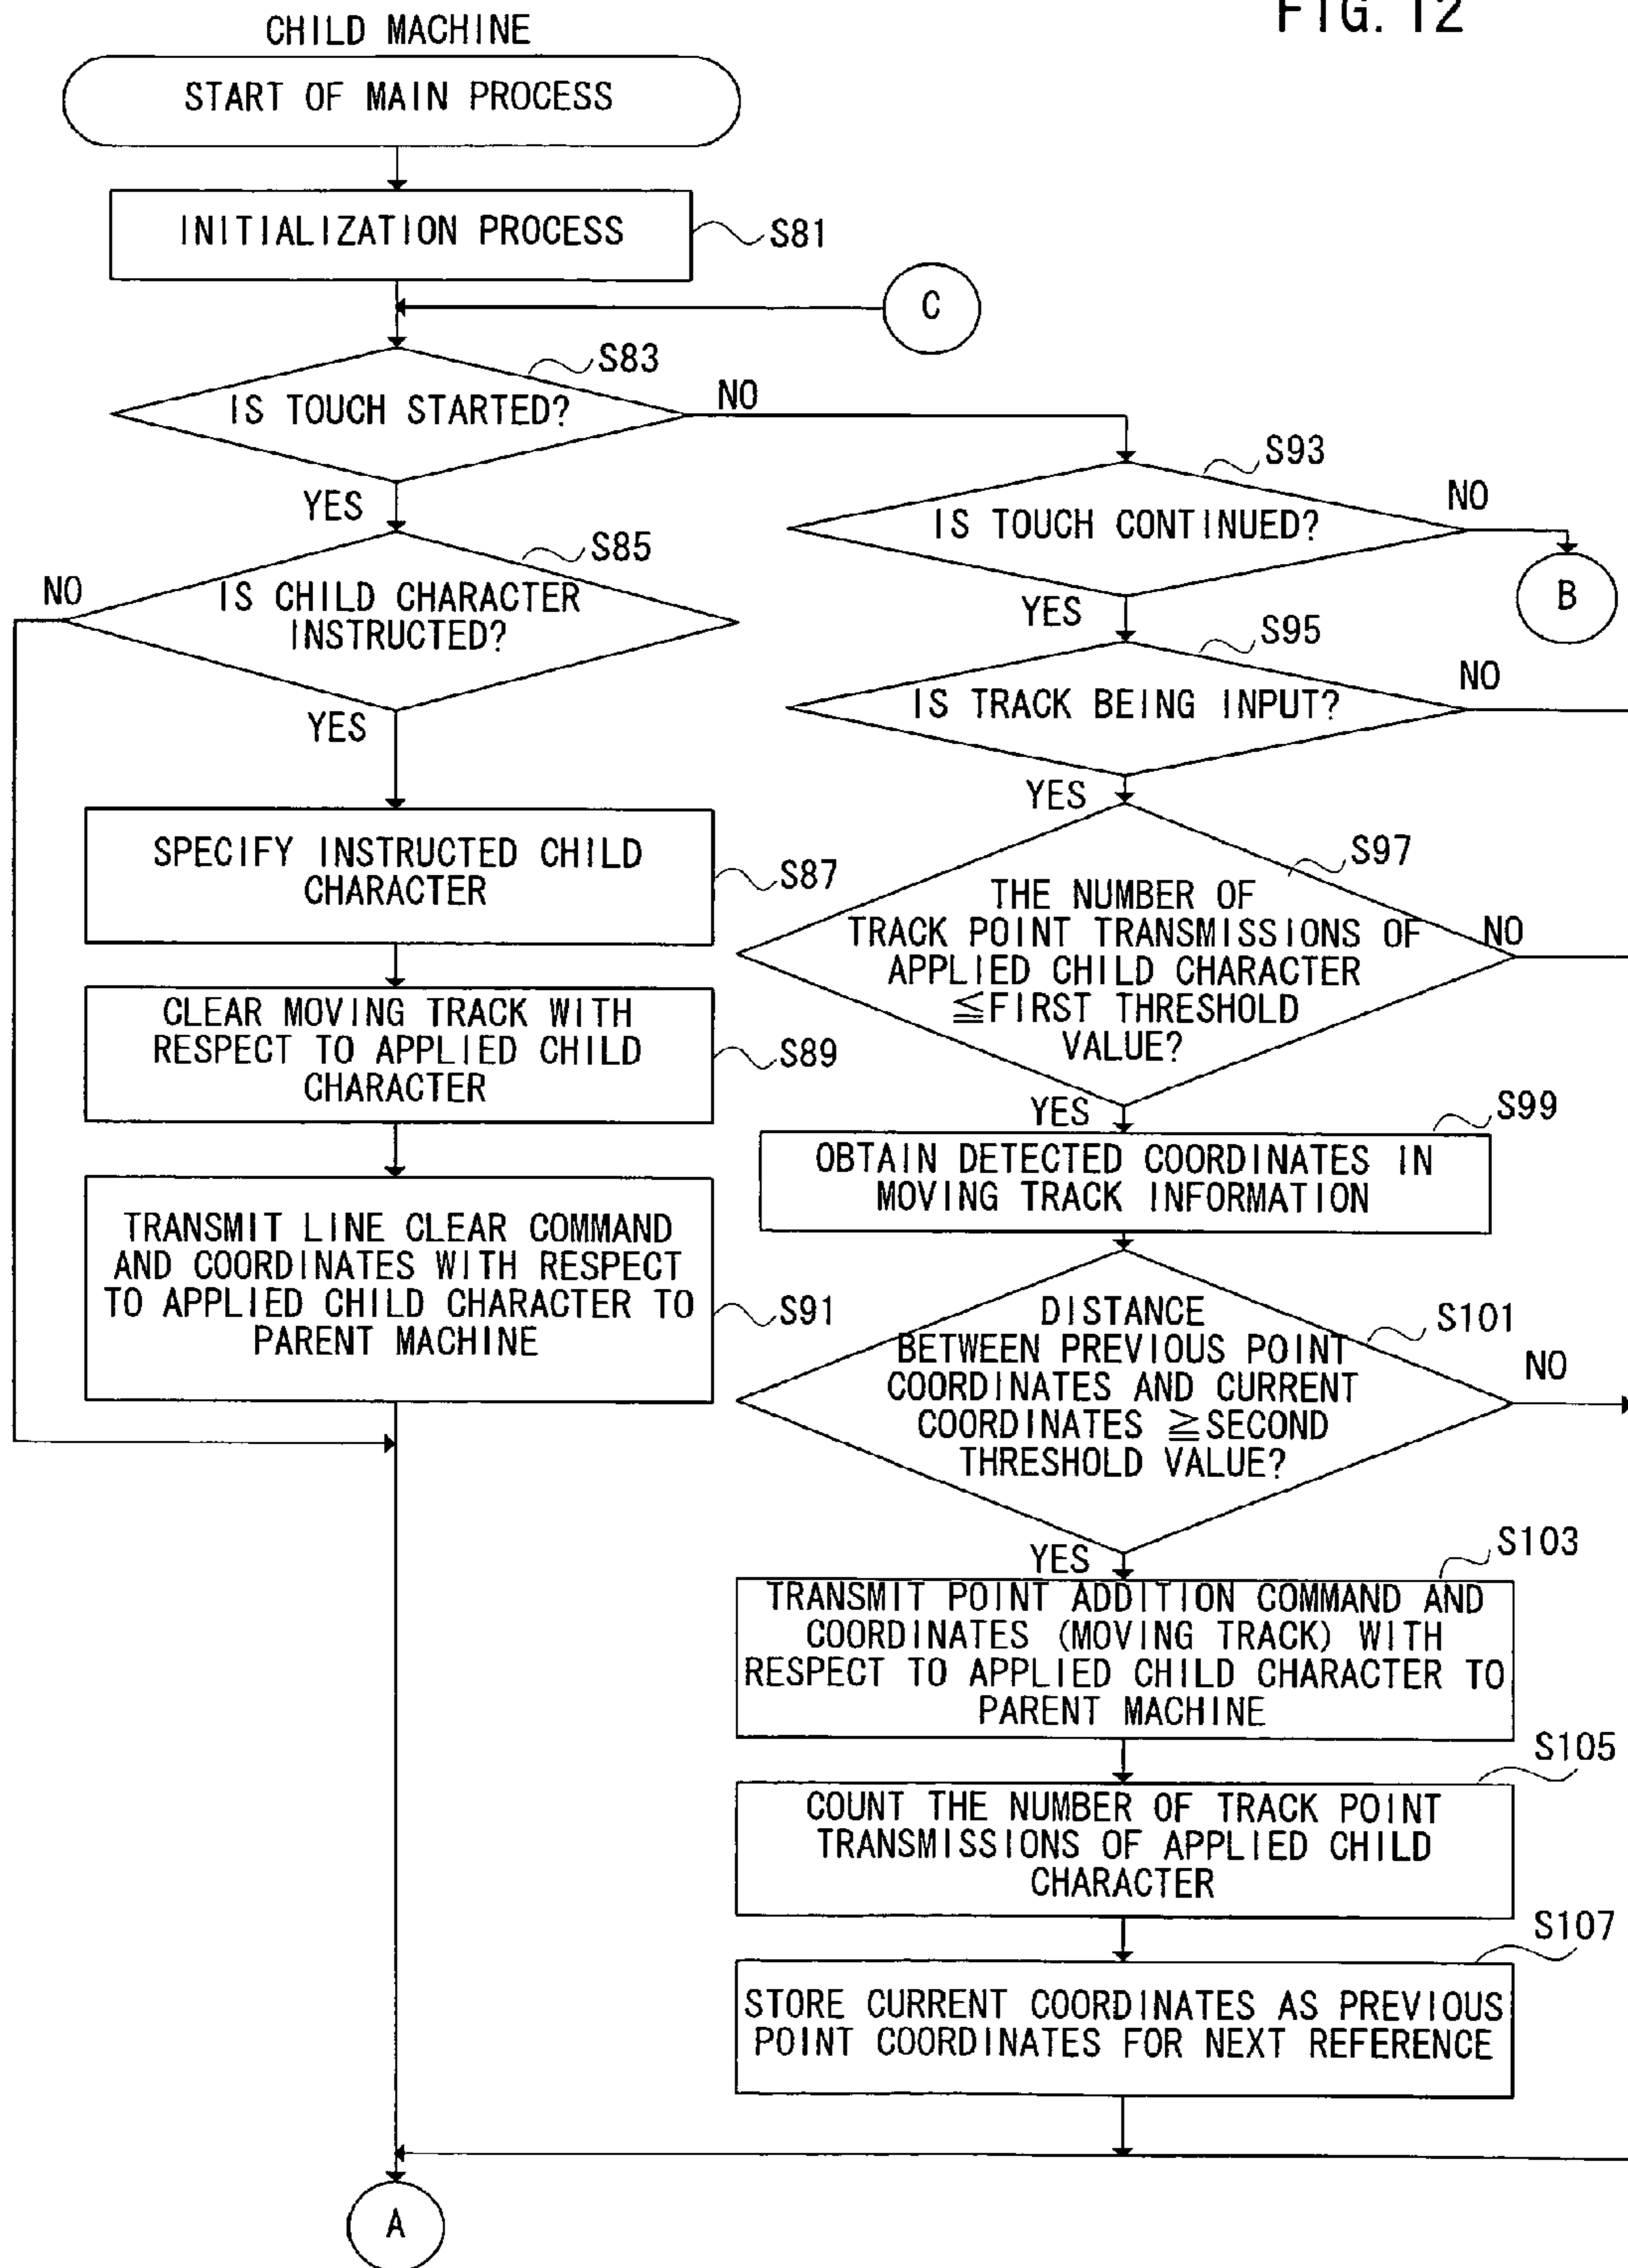 FIG. 12
CHILD MACHINE
START OF MAIN PROCESS
INITIALIZATION PROCESS
S81
C
S83
IS TOUCH STARTED?
NO
YES
S85
IS CHILD CHARACTER
INSTRUCTED?
NO
YES
SPECIFY INSTRUCTED CHILD
CHARACTER
S87
CLEAR MOVING TRACK WITH
RESPECT TO APPLIED CHILD
CHARACTER
S89
TRANSMIT LINE CLEAR COMMAND
AND COORDINATES WITH RESPECT
TO APPLIED CHILD CHARACTER TO
PARENT MACHINE
S91
S93
IS TOUCH CONTINUED?
NO
B
YES
S95
IS TRACK BEING INPUT?
NO
YES
S97
THE NUMBER OF
TRACK POINT TRANSMISSIONS OF
APPLIED CHILD CHARACTER
≦FIRST THRESHOLD
VALUE?
NO
YES
S99
OBTAIN DETECTED COORDINATES IN
MOVING TRACK INFORMATION
S101
DISTANCE
BETWEEN PREVIOUS POINT
COORDINATES AND CURRENT
COORDINATES ≧SECOND
THRESHOLD VALUE?
NO
YES
S103
TRANSMIT POINT ADDITION COMMAND AND
COORDINATES (MOVING TRACK) WITH
RESPECT TO APPLIED CHILD CHARACTER TO
PARENT MACHINE
S105
COUNT THE NUMBER OF TRACK POINT
TRANSMISSIONS OF APPLIED CHILD
CHARACTER
S107
STORE CURRENT COORDINATES AS PREVIOUS
POINT COORDINATES FOR NEXT REFERENCE
A